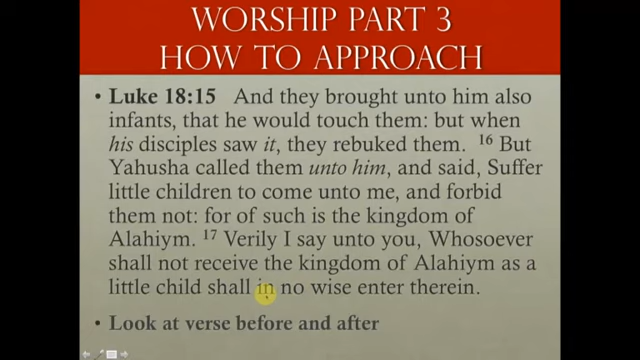 WORSHIP PART 3
HOW TO APPROACH
• Luke 18:15 And they brought unto him also
infants, that he would touch them: but when
his disciples saw it, they rebuked them. 16 But
Yahusha called them unto him, and said, Suffer
little children to come unto me, and forbid
them not: for of such is the kingdom of
Alahiym. 17 Verily I say unto you, Whosoever
shall not receive the kingdom of Alahiym as a
little child shall in no wise enter therein.
• Look at verse before and after